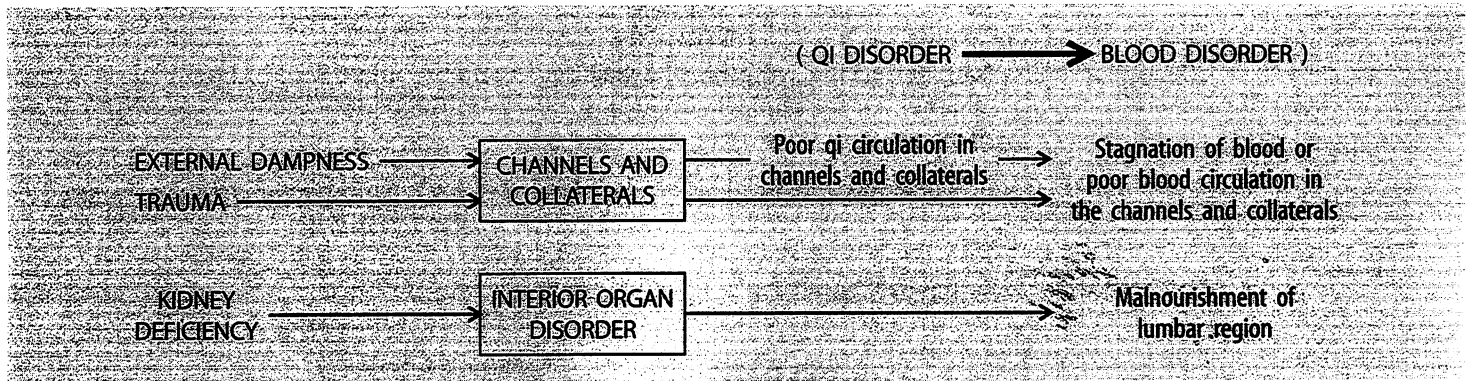 ( QI DISORDER BLOOD DISORDER )
EXTERNAL DAMPNESS
TRAUMA
CHANNELS AND
COLLATERALS
Poor qi circulation in
channels and collaterals
Stagnation of blood or
poor blood circulation in
the channels and collaterals
KIDNEY
DEFICIENCY
INTERIOR ORGAN
DISORDER
Malnourishment of
lumbar region